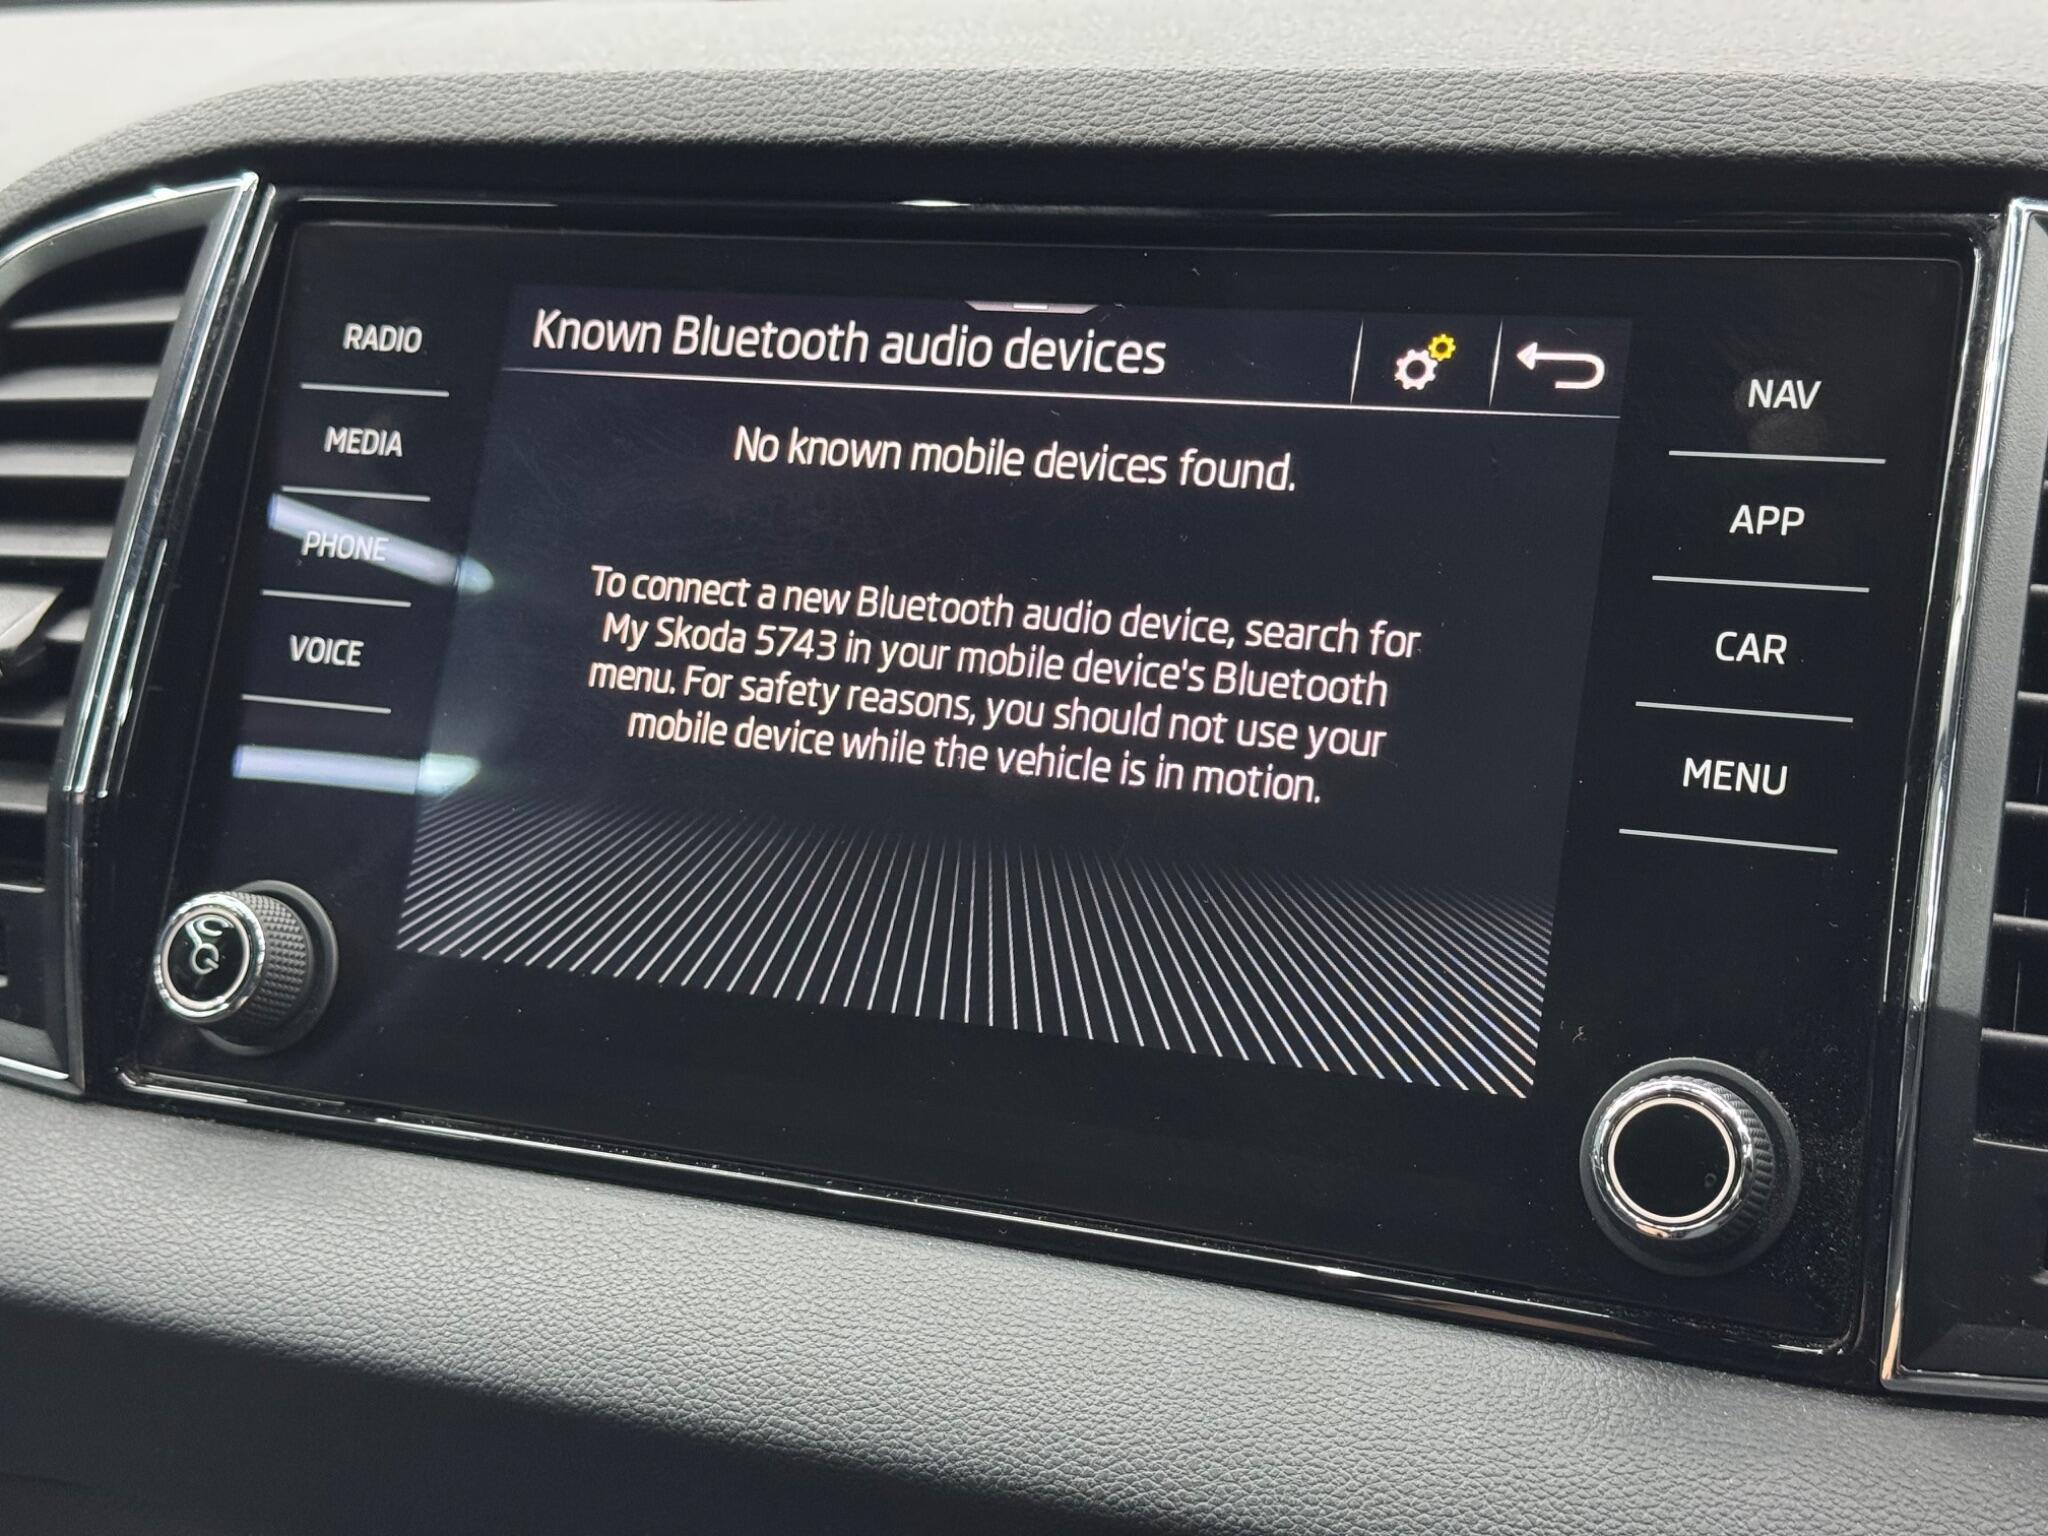 Known Bluetooth audio devices
No known mobile devices found.
To connect a new Bluetooth audio device, search for
My Skoda 5743 in your mobile device's Bluetooth
menu. For safety reasons, you should not use your
mobile device while the vehicle is in motion.
RADIO
MEDIA
PHONE
VOICE
NAV
APP
CAR
MENU